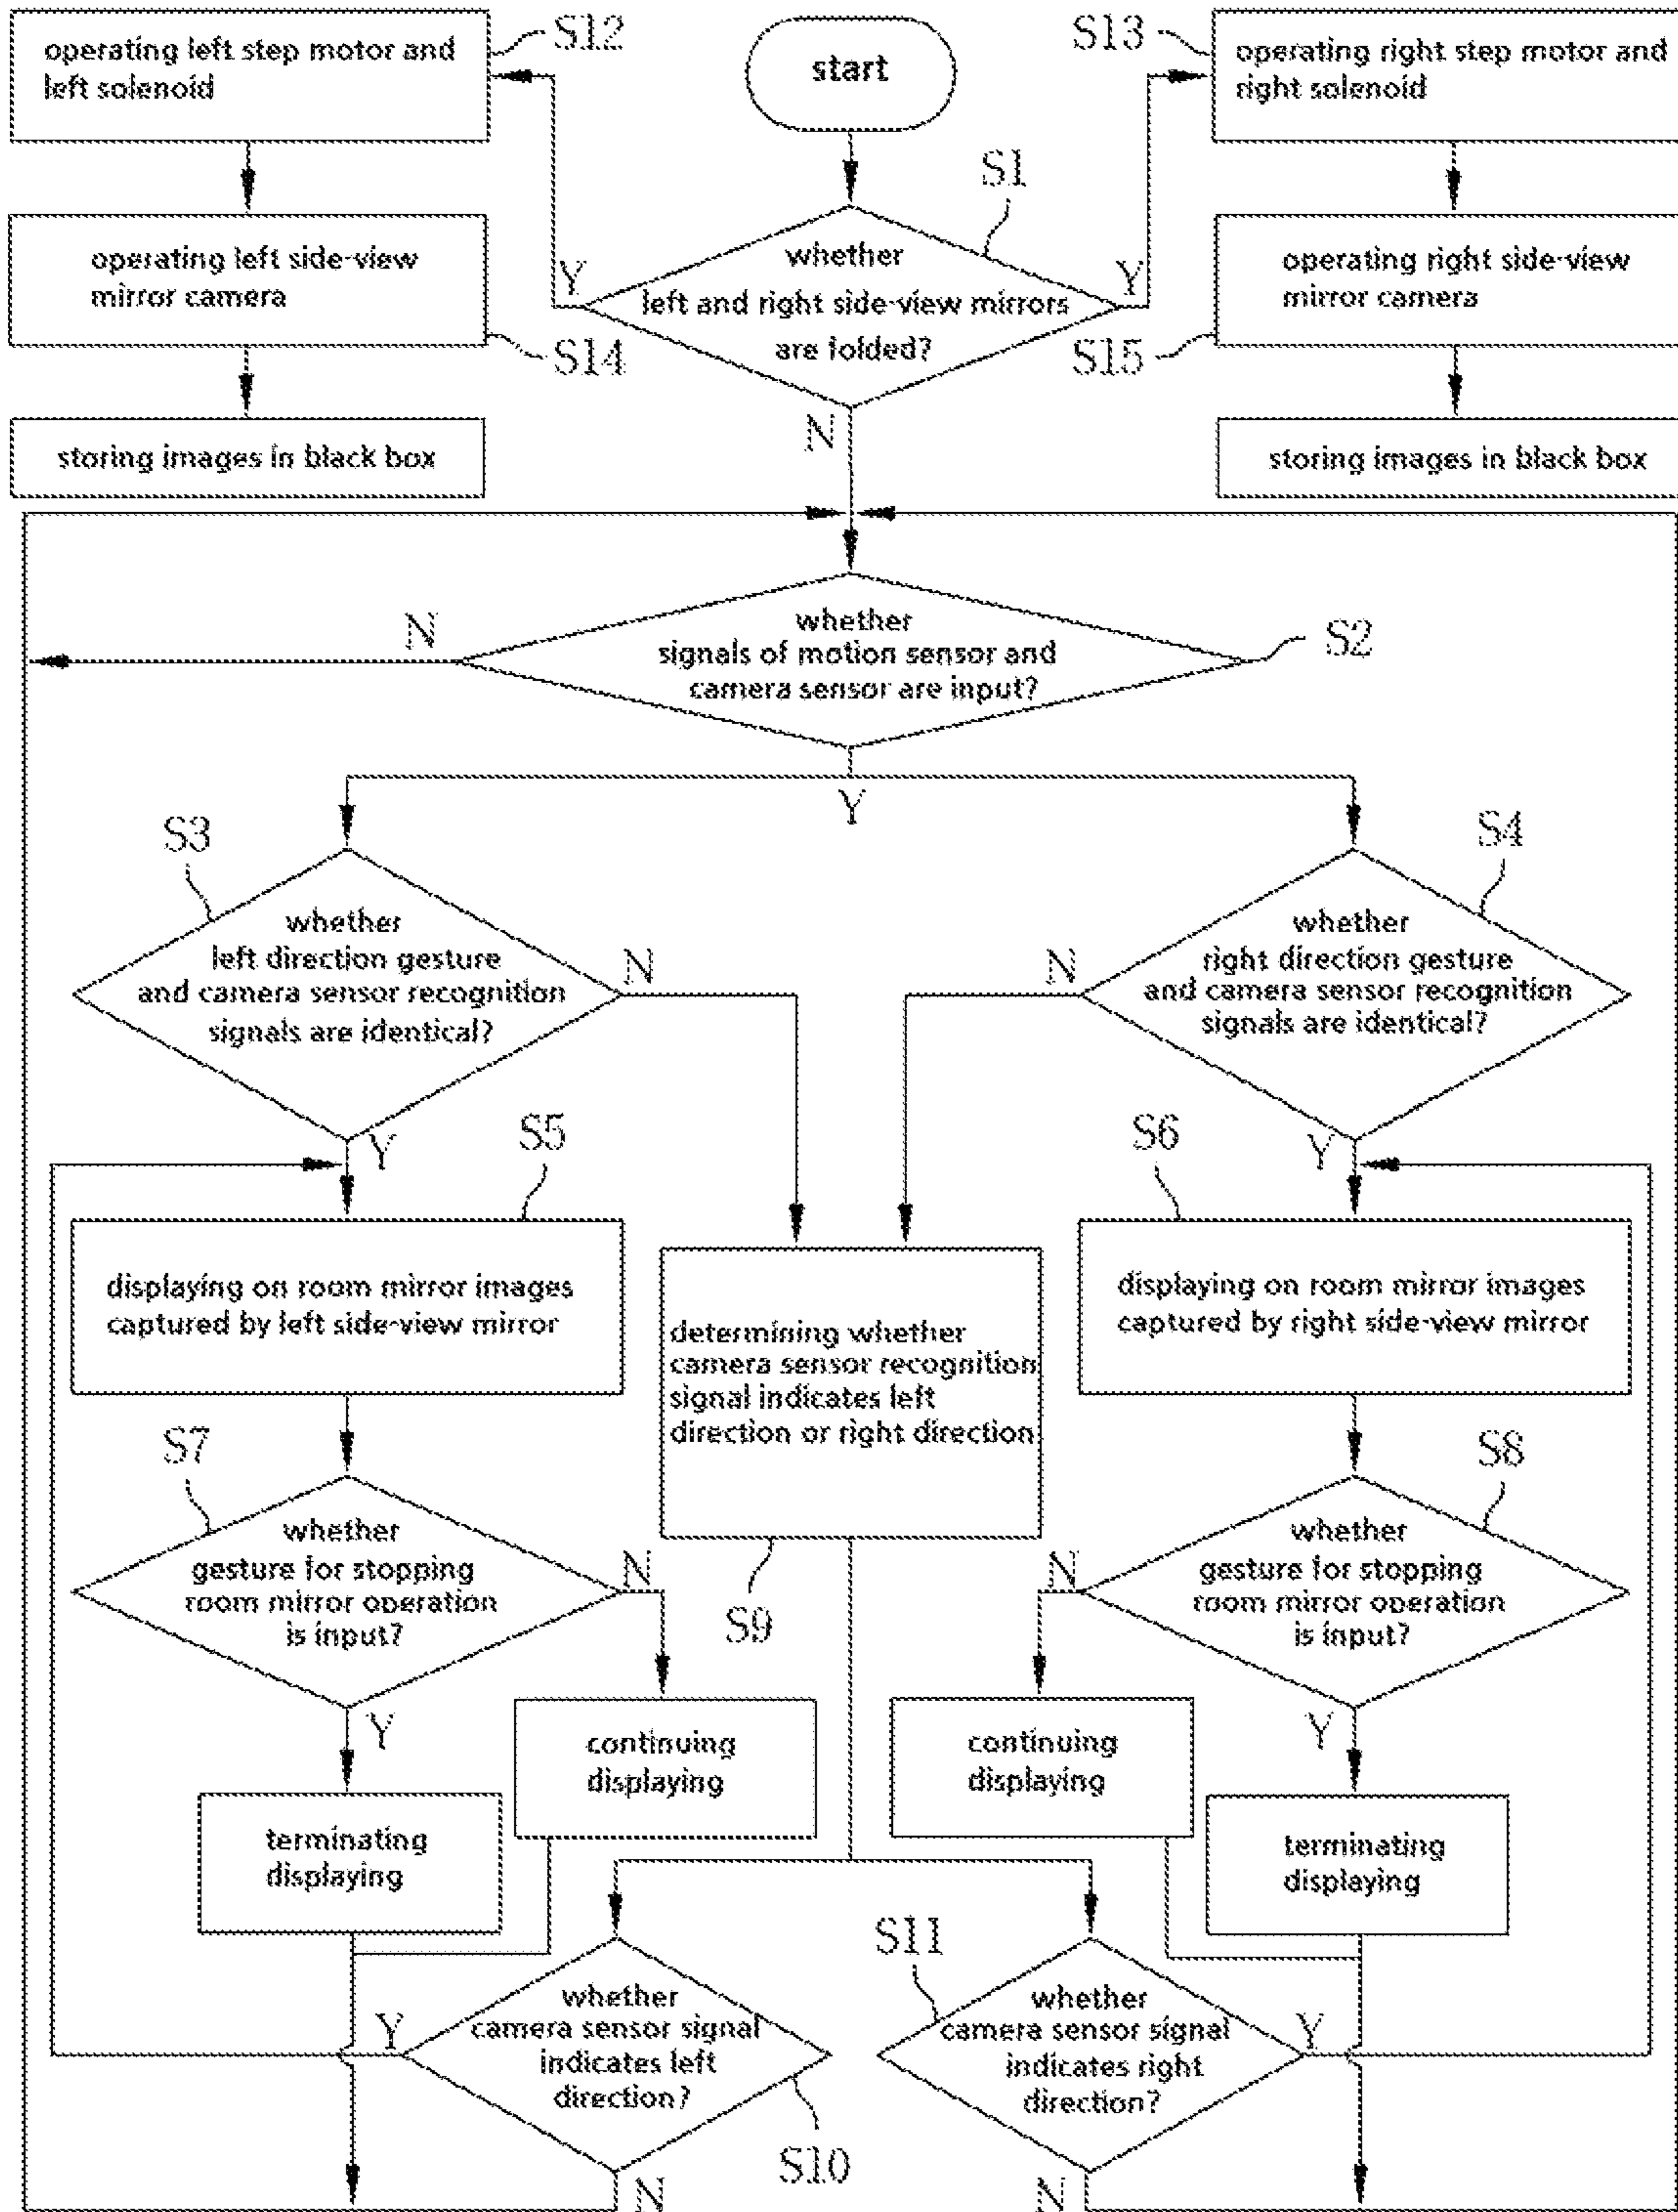 operating left step motor and
left solenoid
S12
start
S13
operating right step motor and
right solenoid
S1
operating left side-view
mirror camera
S14
Y
whether
left and right side-view mirrors
are folded?
Y
operating right side-view
mirror camera
S15
N
storing images in black box
storing images in black box
N
whether
signals of motion sensor and
camera sensor are input?
S2
Y
S3
whether
left direction gesture
and camera sensor recognition
signals are identical?
N
S4
whether
right direction gesture
and camera sensor recognition
signals are identical?
N
Y
S5
Y
S6
displaying on room mirror images
captured by left side-view mirror
determining whether
camera sensor recognition
signal indicates left
direction or right direction
S9
displaying on room mirror images
captured by right side-view mirror
S7
whether
gesture for stopping
room mirror operation
is input?
N
S8
whether
gesture for stopping
room mirror operation
is input?
N
Y
continuing
displaying
continuing
displaying
Y
terminating
displaying
terminating
displaying
Y
whether
camera sensor signal
indicates left
direction?
S10
N
S11
whether
camera sensor signal
indicates right
direction?
Y
N